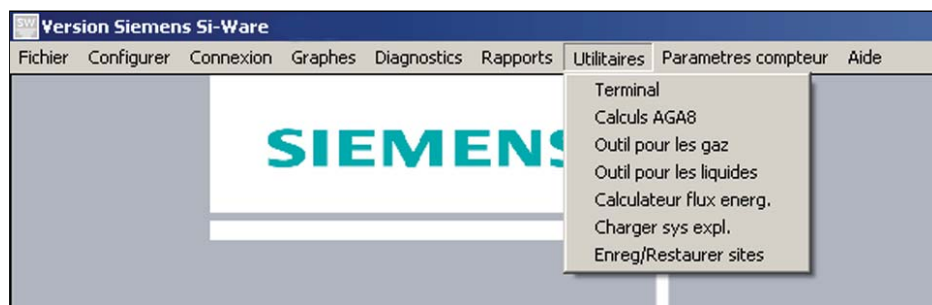 SW Version Siemens Si-Ware
Fichier Configurer Connexion Graphes Diagnostics Rapports Utilitaires Parametres compteur Aide
Terminal
Calculs AGA8
SIEMENS
Outil pour les gaz
Outil pour les liquides
Calculateur flux energ.
Charger sys expl.
Enreg/Restaurer sites